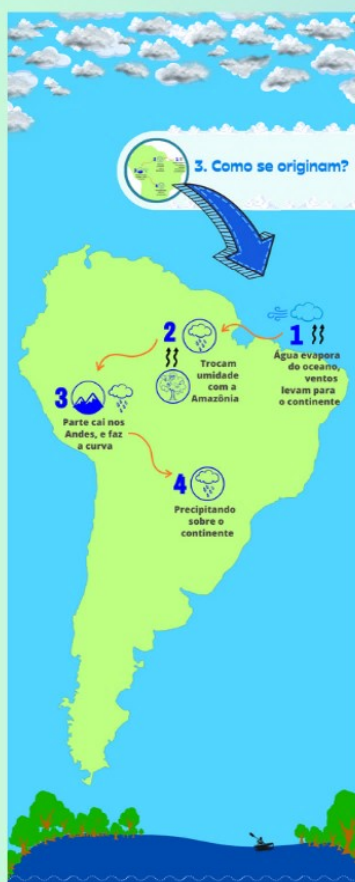 3. Como se originam?
1
Água evapora
do oceano,
ventos
levam para
o continente
2
Trocam
umidade
com a
Amazônia
3
Parte cai nos
Andes, e faz
a curva
4
Precipitando
sobre o
continente